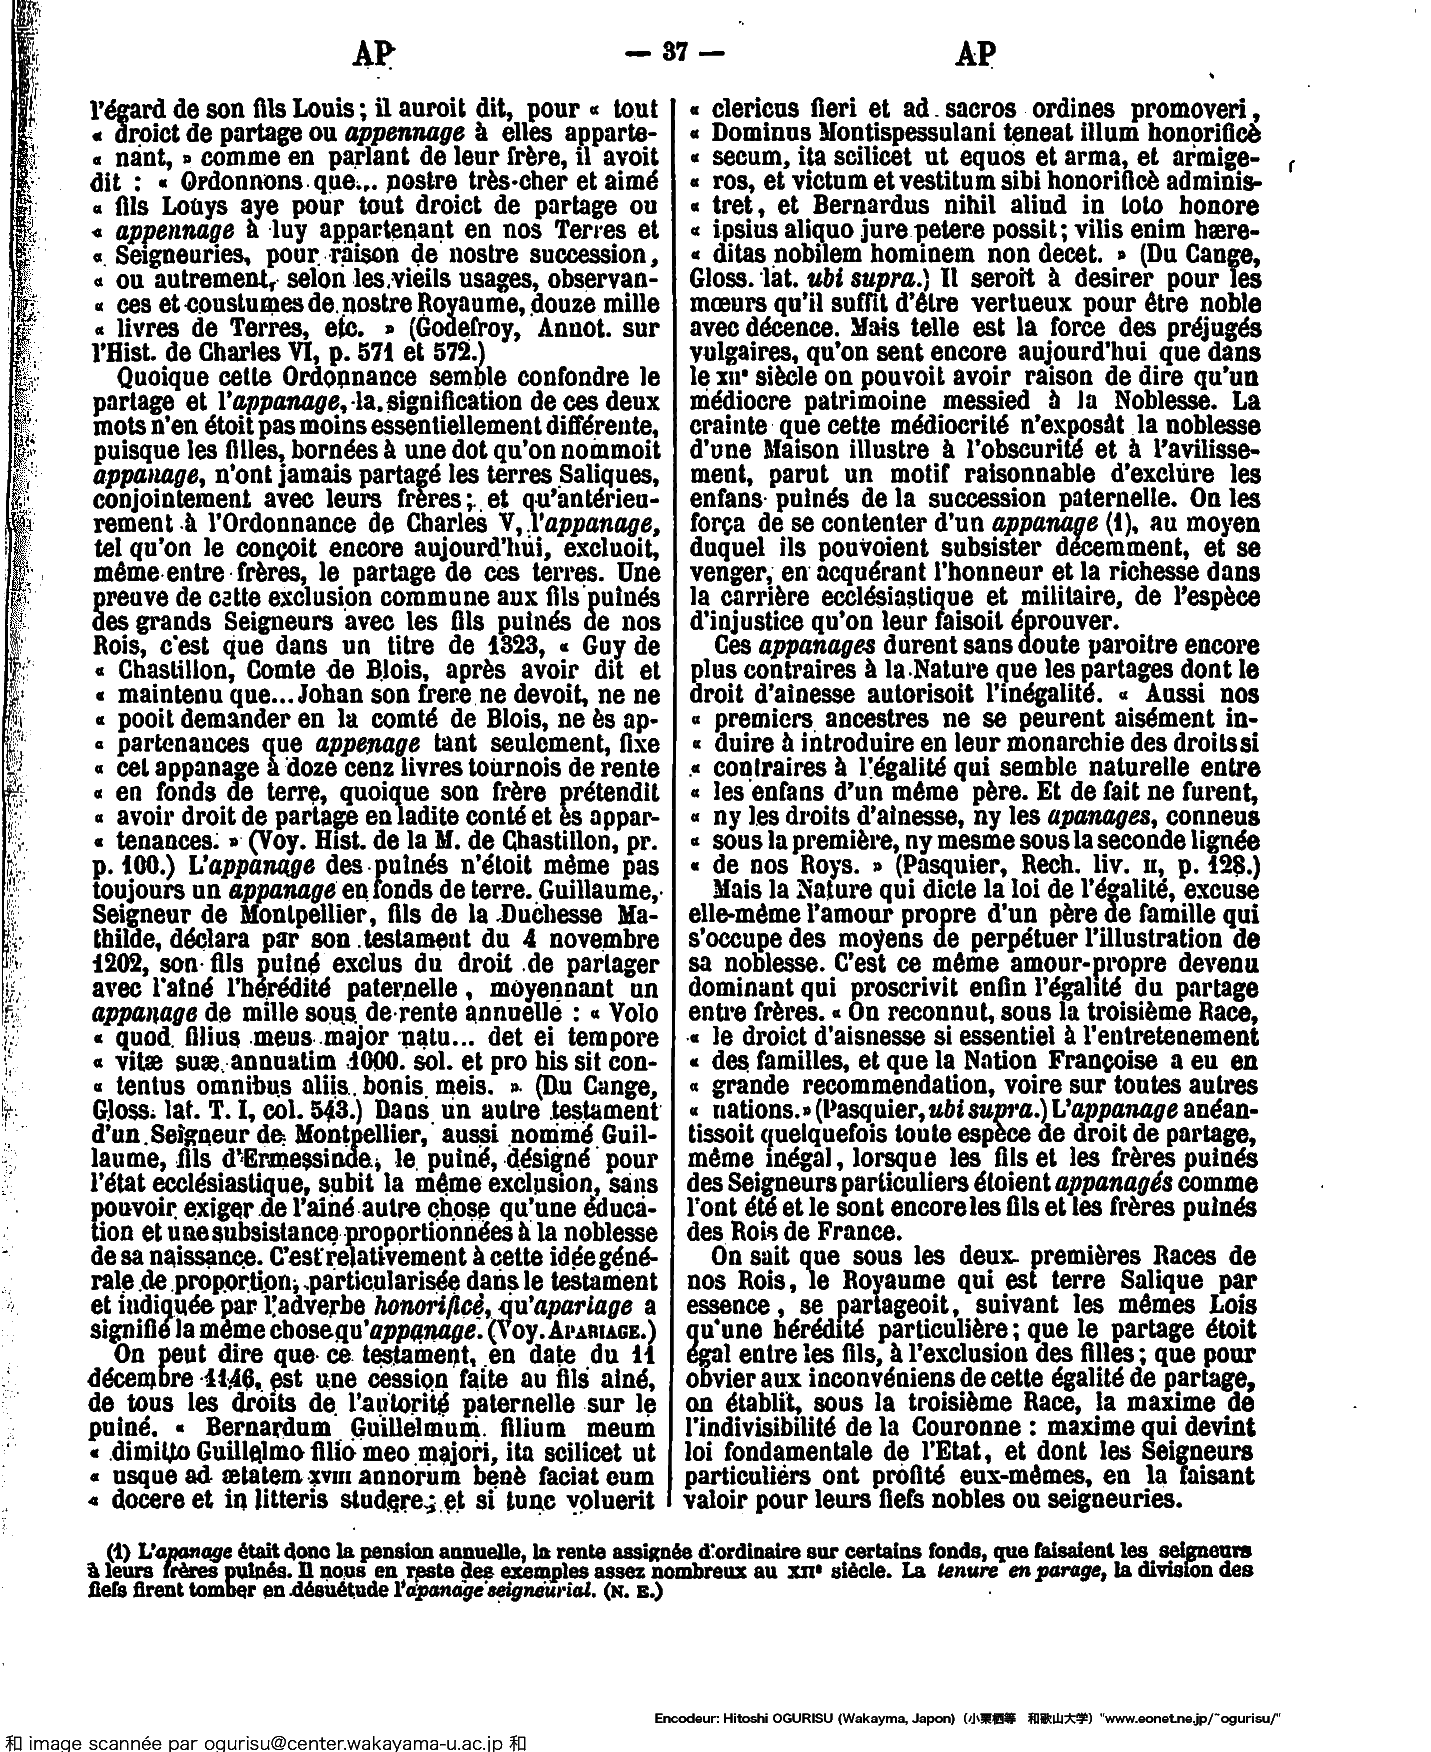 AP
— 37 —
AP
l'égard de son fils Louis ; il auroit dit, pour « tout
« droict de partage ou appennage à elles apparte-
« nant, » comme en parlant de leur frère, il avoit
dit : « Ordonnons que... nostre très-cher et aimé
« fils Louys aye pour tout droict de partage ou
« appennage à luy appartenant en nos Terres et
« Seigneuries, pour raison de nostre succession,
« ou autrement, selon les vieils usages, observan-
« ces et coustumes de nostre Royaume, douze mille
« livres de Terres, etc. » (Godefroy, Annot. sur
l'Hist. de Charles VI, p. 571 et 572.)
Quoique cette Ordonnance semble confondre le
partage et l'appanage, la signification de ces deux
mots n'en étoit pas moins essentiellement différente,
puisque les filles, bornées à une dot qu'on nommoit
appanage, n'ont jamais partagé les terres Saliques,
conjointement avec leurs frères ; et qu'antérieu-
rement à l'Ordonnance de Charles V, l'appanage,
tel qu'on le conçoit encore aujourd'hui, excluoit,
même entre frères, le partage de ces terres. Une
preuve de cette exclusion commune aux fils puînés
des grands Seigneurs avec les fils puînés de nos
Rois, c'est que dans un titre de 1323, « Guy de
« Chastillon, Comte de Blois, après avoir dit et
« maintenu que... Johan son frere ne devoit, ne ne
« pooit demander en la comté de Blois, ne ès ap-
« partenances que appenage tant seulement, fixe
« cet appanage à doze cenz livres tournois de rente
« en fonds de terre, quoique son frère prétendit
« avoir droit de partage en ladite conté et ès appar-
« tenances. » (Voy. Hist. de la M. de Chastillon, pr.
p. 100.) L'appanage des puînés n'étoit même pas
toujours un appanage en fonds de terre. Guillaume,
Seigneur de Montpellier, fils de la Duchesse Ma-
thilde, déclara par son testament du 4 novembre
1202, son fils puîné exclus du droit de partager
avec l'aîné l'hérédité paternelle, moyennant un
appanage de mille sous de rente annuelle : « Volo
« quod filius meus major natu... det ei tempore
« vitæ suæ annuatim 1000. sol. et pro his sit con-
« tentus omnibus aliis bonis meis. » (Du Cange,
Gloss. lat. T. I, col. 543.) Dans un autre testament
d'un Seigneur de Montpellier, aussi nommé Guil-
laume, fils d'Ermessinde, le puîné, désigné pour
l'état ecclésiastique, subit la même exclusion, sans
pouvoir exiger de l'aîné autre chose qu'une éduca-
tion et une subsistance proportionnées à la noblesse
de sa naissance. C'est relativement à cette idée géné-
rale de proportion, particularisée dans le testament
et indiquée par l'adverbe honorificè, qu'apariage a
signifié la même chose qu'appanage. (Voy. APARIAGE.)
On peut dire que ce testament, en date du 11
décembre 1146, est une cession faite au fils aîné,
de tous les droits de l'autorité paternelle sur le
puîné. « Bernardum Guillelmum filium meum
« dimitto Guillelmo filio meo majori, ita scilicet ut
« usque ad ætatem XVIII annorum benè faciat eum
« docere et in litteris studere ; et si tunc voluerit
« clericus fieri et ad sacros ordines promoveri,
« Dominus Montispessulani teneat illum honorificè
« secum, ita scilicet ut equos et arma, et armige-
« ros, et victum et vestitum sibi honorificè adminis-
« tret, et Bernardus nihil aliud in toto honore
« ipsius aliquo jure petere possit ; vilis enim hære-
« ditas nobilem hominem non decet. » (Du Cange,
Gloss. lat. ubi supra.) Il seroit à desirer pour les
mœurs qu'il suffit d'être vertueux pour être noble
avec décence. Mais telle est la force des préjugés
vulgaires, qu'on sent encore aujourd'hui que dans
le XIIe siècle on pouvoit avoir raison de dire qu'un
médiocre patrimoine messied à la Noblesse. La
crainte que cette médiocrité n'exposât la noblesse
d'une Maison illustre à l'obscurité et à l'avilisse-
ment, parut un motif raisonnable d'exclure les
enfans puînés de la succession paternelle. On les
força de se contenter d'un appanage (1), au moyen
duquel ils pouvoient subsister décemment, et se
venger, en acquérant l'honneur et la richesse dans
la carrière ecclésiastique et militaire, de l'espèce
d'injustice qu'on leur faisoit éprouver.
Ces appanages durent sans doute paroitre encore
plus contraires à la Nature que les partages dont le
droit d'aînesse autorisoit l'inégalité. « Aussi nos
« premiers ancestres ne se peurent aisément in-
« duire à introduire en leur monarchie des droits si
« contraires à l'égalité qui semble naturelle entre
« les enfans d'un même père. Et de fait ne furent,
« ny les droits d'aînesse, ny les apanages, conneus
« sous la première, ny mesme sous la seconde lignée
« de nos Roys. » (Pasquier, Rech. liv. II, p. 128.)
Mais la Nature qui dicte la loi de l'égalité, excuse
elle-même l'amour propre d'un père de famille qui
s'occupe des moyens de perpétuer l'illustration de
sa noblesse. C'est ce même amour-propre devenu
dominant qui proscrivit enfin l'égalité du partage
entre frères. « On reconnut, sous la troisième Race,
« le droict d'aisnesse si essentiel à l'entretenement
« des familles, et que la Nation Françoise a eu en
« grande recommendation, voire sur toutes autres
« nations. » (Pasquier, ubi supra.) L'appanage anéan-
tissoit quelquefois toute espèce de droit de partage,
même inégal, lorsque les fils et les frères puînés
des Seigneurs particuliers étoient appanagés comme
l'ont été et le sont encore les fils et les frères puînés
des Rois de France.
On sait que sous les deux premières Races de
nos Rois, le Royaume qui est terre Salique par
essence, se partageoit, suivant les mêmes Lois
qu'une hérédité particulière ; que le partage étoit
égal entre les fils, à l'exclusion des filles ; que pour
obvier aux inconvéniens de cette égalité de partage,
on établit, sous la troisième Race, la maxime de
l'indivisibilité de la Couronne : maxime qui devint
loi fondamentale de l'Etat, et dont les Seigneurs
particuliers ont profité eux-mêmes, en la faisant
valoir pour leurs fiefs nobles ou seigneuries.
(1) L'apanage était donc la pension annuelle, la rente assignée d'ordinaire sur certains fonds, que faisaient les seigneurs
à leurs frères puînés. Il nous en reste des exemples assez nombreux au XIIe siècle. La tenure en parage, la division des
fiefs firent tomber en désuétude l'apanage seigneurial. (N. E.)
Encodeur: Hitoshi OGURISU (Wakayma, Japon) (小栗栖等 和歌山大学) "www.eonet.ne.jp/~ogurisu/"
和 image scannée par ogurisu@center.wakayama-u.ac.jp 和